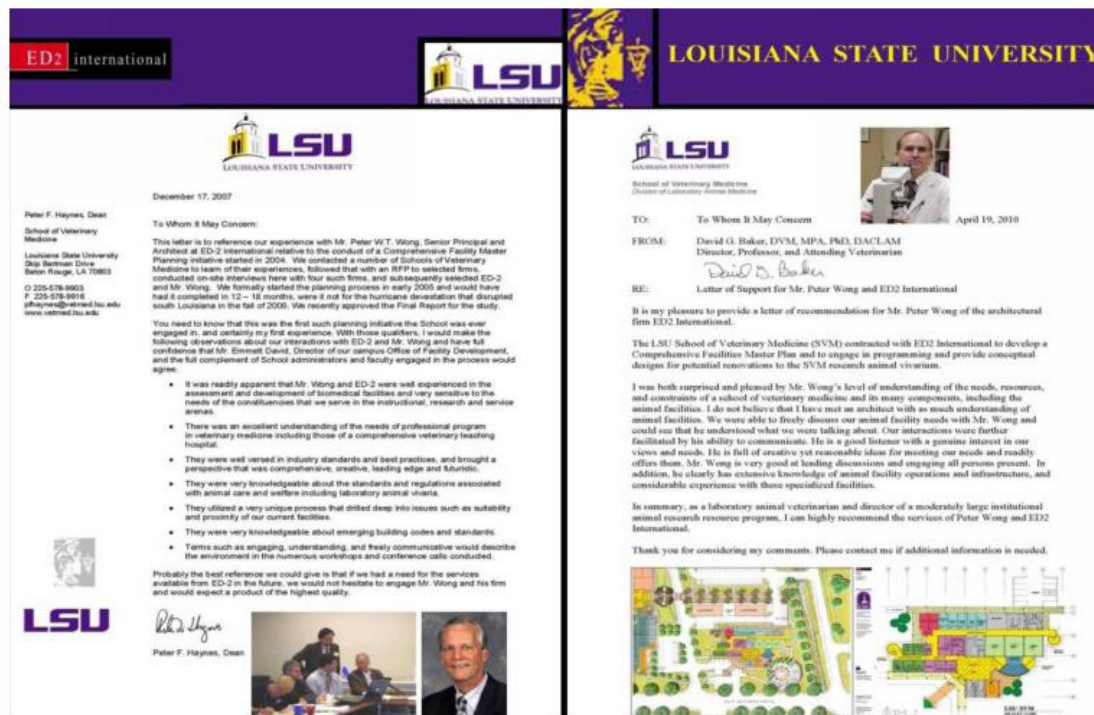 ED2 international
LSU
LOUISIANA STATE UNIVERSITY
LSU
LOUISIANA STATE UNIVERSITY
December 17, 2007
Peter F. Haynes, Dean
School of Veterinary
Medicine
Louisiana State University
Skip Bertman Drive
Baton Rouge, LA 70803
O 225-578-9903
F 225-578-9916
pfhaynes@vetmed.lsu.edu
www.vetmed.lsu.edu
To Whom It May Concern:
This letter is to reference our experience with Mr. Peter W.T. Wong, Senior Principal and
Architect at ED-2 International relative to the conduct of a Comprehensive Facility Master
Planning initiative started in 2004. We contacted a number of Schools of Veterinary
Medicine to learn of their experiences, followed that with an RFP to selected firms,
conducted on-site interviews here with four such firms, and subsequently selected ED-2
and Mr. Wong. We formally started the planning process in early 2005 and would have
had it completed in 12 – 18 months, were it not for the hurricane devastation that disrupted
south Louisiana in the fall of 2005. We recently approved the Final Report for the study.
You need to know that this was the first such planning initiative the School was ever
engaged in, and certainly my first experience. With those qualifiers, I would make the
following observations about our interactions with ED-2 and Mr. Wong and have full
confidence that Mr. Emmett David, Director of our campus Office of Facility Development,
and the full complement of School administrators and faculty engaged in the process would
agree.
• It was readily apparent that Mr. Wong and ED-2 were well experienced in the
assessment and development of biomedical facilities and very sensitive to the
needs of the constituencies that we serve in the instructional, research and service
arenas.
• There was an excellent understanding of the needs of professional program
in veterinary medicine including those of a comprehensive veterinary teaching
hospital.
• They were well versed in industry standards and best practices, and brought a
perspective that was comprehensive, creative, leading edge and futuristic.
• They were very knowledgeable about the standards and regulations associated
with animal care and welfare including laboratory animal vivaria.
• They utilized a very unique process that drilled deep into issues such as suitability
and proximity of our current facilities.
• They were very knowledgeable about emerging building codes and standards.
• Terms such as engaging, understanding, and freely communicative would describe
the environment in the numerous workshops and conference calls conducted.
Probably the best reference we could give is that if we had a need for the services
available from ED-2 in the future, we would not hesitate to engage Mr. Wong and his firm
and would expect a product of the highest quality.
LSU
Peter F. Haynes, Dean
LOUISIANA STATE UNIVERSITY
LSU
LOUISIANA STATE UNIVERSITY
School of Veterinary Medicine
Division of Laboratory Animal Medicine
TO: To Whom It May Concern April 19, 2010
FROM: David G. Baker, DVM, MPA, PhD, DACLAM
Director, Professor, and Attending Veterinarian
David G. Baker
RE: Letter of Support for Mr. Peter Wong and ED2 International
It is my pleasure to provide a letter of recommendation for Mr. Peter Wong of the architectural
firm ED2 International.
The LSU School of Veterinary Medicine (SVM) contracted with ED2 International to develop a
Comprehensive Facilities Master Plan and to engage in programming and provide conceptual
designs for potential renovations to the SVM research animal vivarium.
I was both surprised and pleased by Mr. Wong's level of understanding of the needs, resources,
and constraints of a school of veterinary medicine and its many components, including the
animal facilities. I do not believe that I have met an architect with as much understanding of
animal facilities. We were able to freely discuss our animal facility needs with Mr. Wong and
could see that he understood what we were talking about. Our interactions were further
facilitated by his ability to communicate. He is a good listener with a genuine interest in our
views and needs. He is full of creative yet reasonable ideas for meeting our needs and readily
offers them. Mr. Wong is very good at leading discussions and engaging all persons present. In
addition, he clearly has extensive knowledge of animal facility operations and infrastructure, and
considerable experience with these specialized facilities.
In summary, as a laboratory animal veterinarian and director of a moderately large institutional
animal research resource program, I can highly recommend the services of Peter Wong and ED2
International.
Thank you for considering my comments. Please contact me if additional information is needed.
LSU SVM